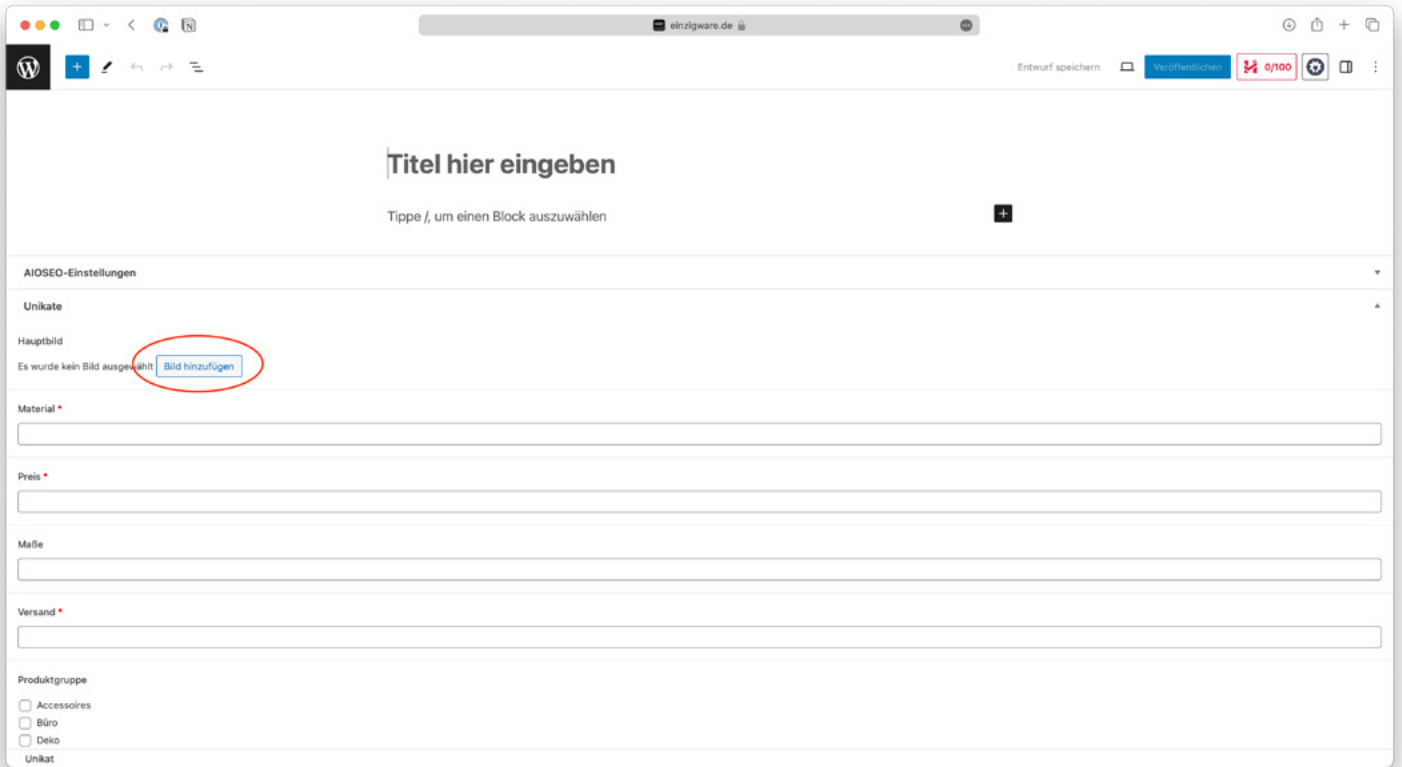 einzigware.de
Entwurf speichern
Veröffentlichen
0/100
Titel hier eingeben
Tippe /, um einen Block auszuwählen
AIOSEO-Einstellungen
Unikate
Hauptbild
Es wurde kein Bild ausgewählt Bild hinzufügen
Material *
Preis *
Maße
Versand *
Produktgruppe
Accessoires
Büro
Deko
Unikat